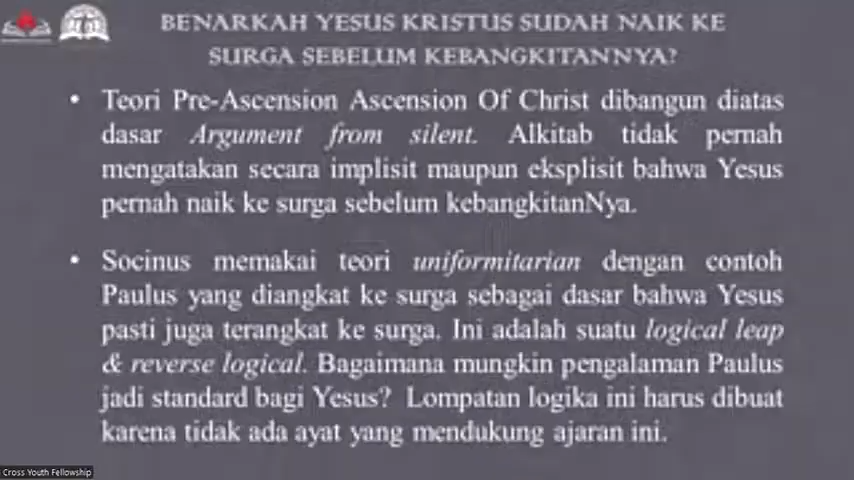 BENARKAH YESUS KRISTUS SUDAH NAIK KE
SURGA SEBELUM KEBANGKITANNYA?
• Teori Pre-Ascension Ascension Of Christ dibangun diatas
dasar Argument from silent. Alkitab tidak pernah
mengatakan secara implisit maupun eksplisit bahwa Yesus
pernah naik ke surga sebelum kebangkitanNya.
• Socinus memakai teori uniformitarian dengan contoh
Paulus yang diangkat ke surga sebagai dasar bahwa Yesus
pasti juga terangkat ke surga. Ini adalah suatu logical leap
& reverse logical. Bagaimana mungkin pengalaman Paulus
jadi standard bagi Yesus? Lompatan logika ini harus dibuat
karena tidak ada ayat yang mendukung ajaran ini.
Cross Youth Fellowship